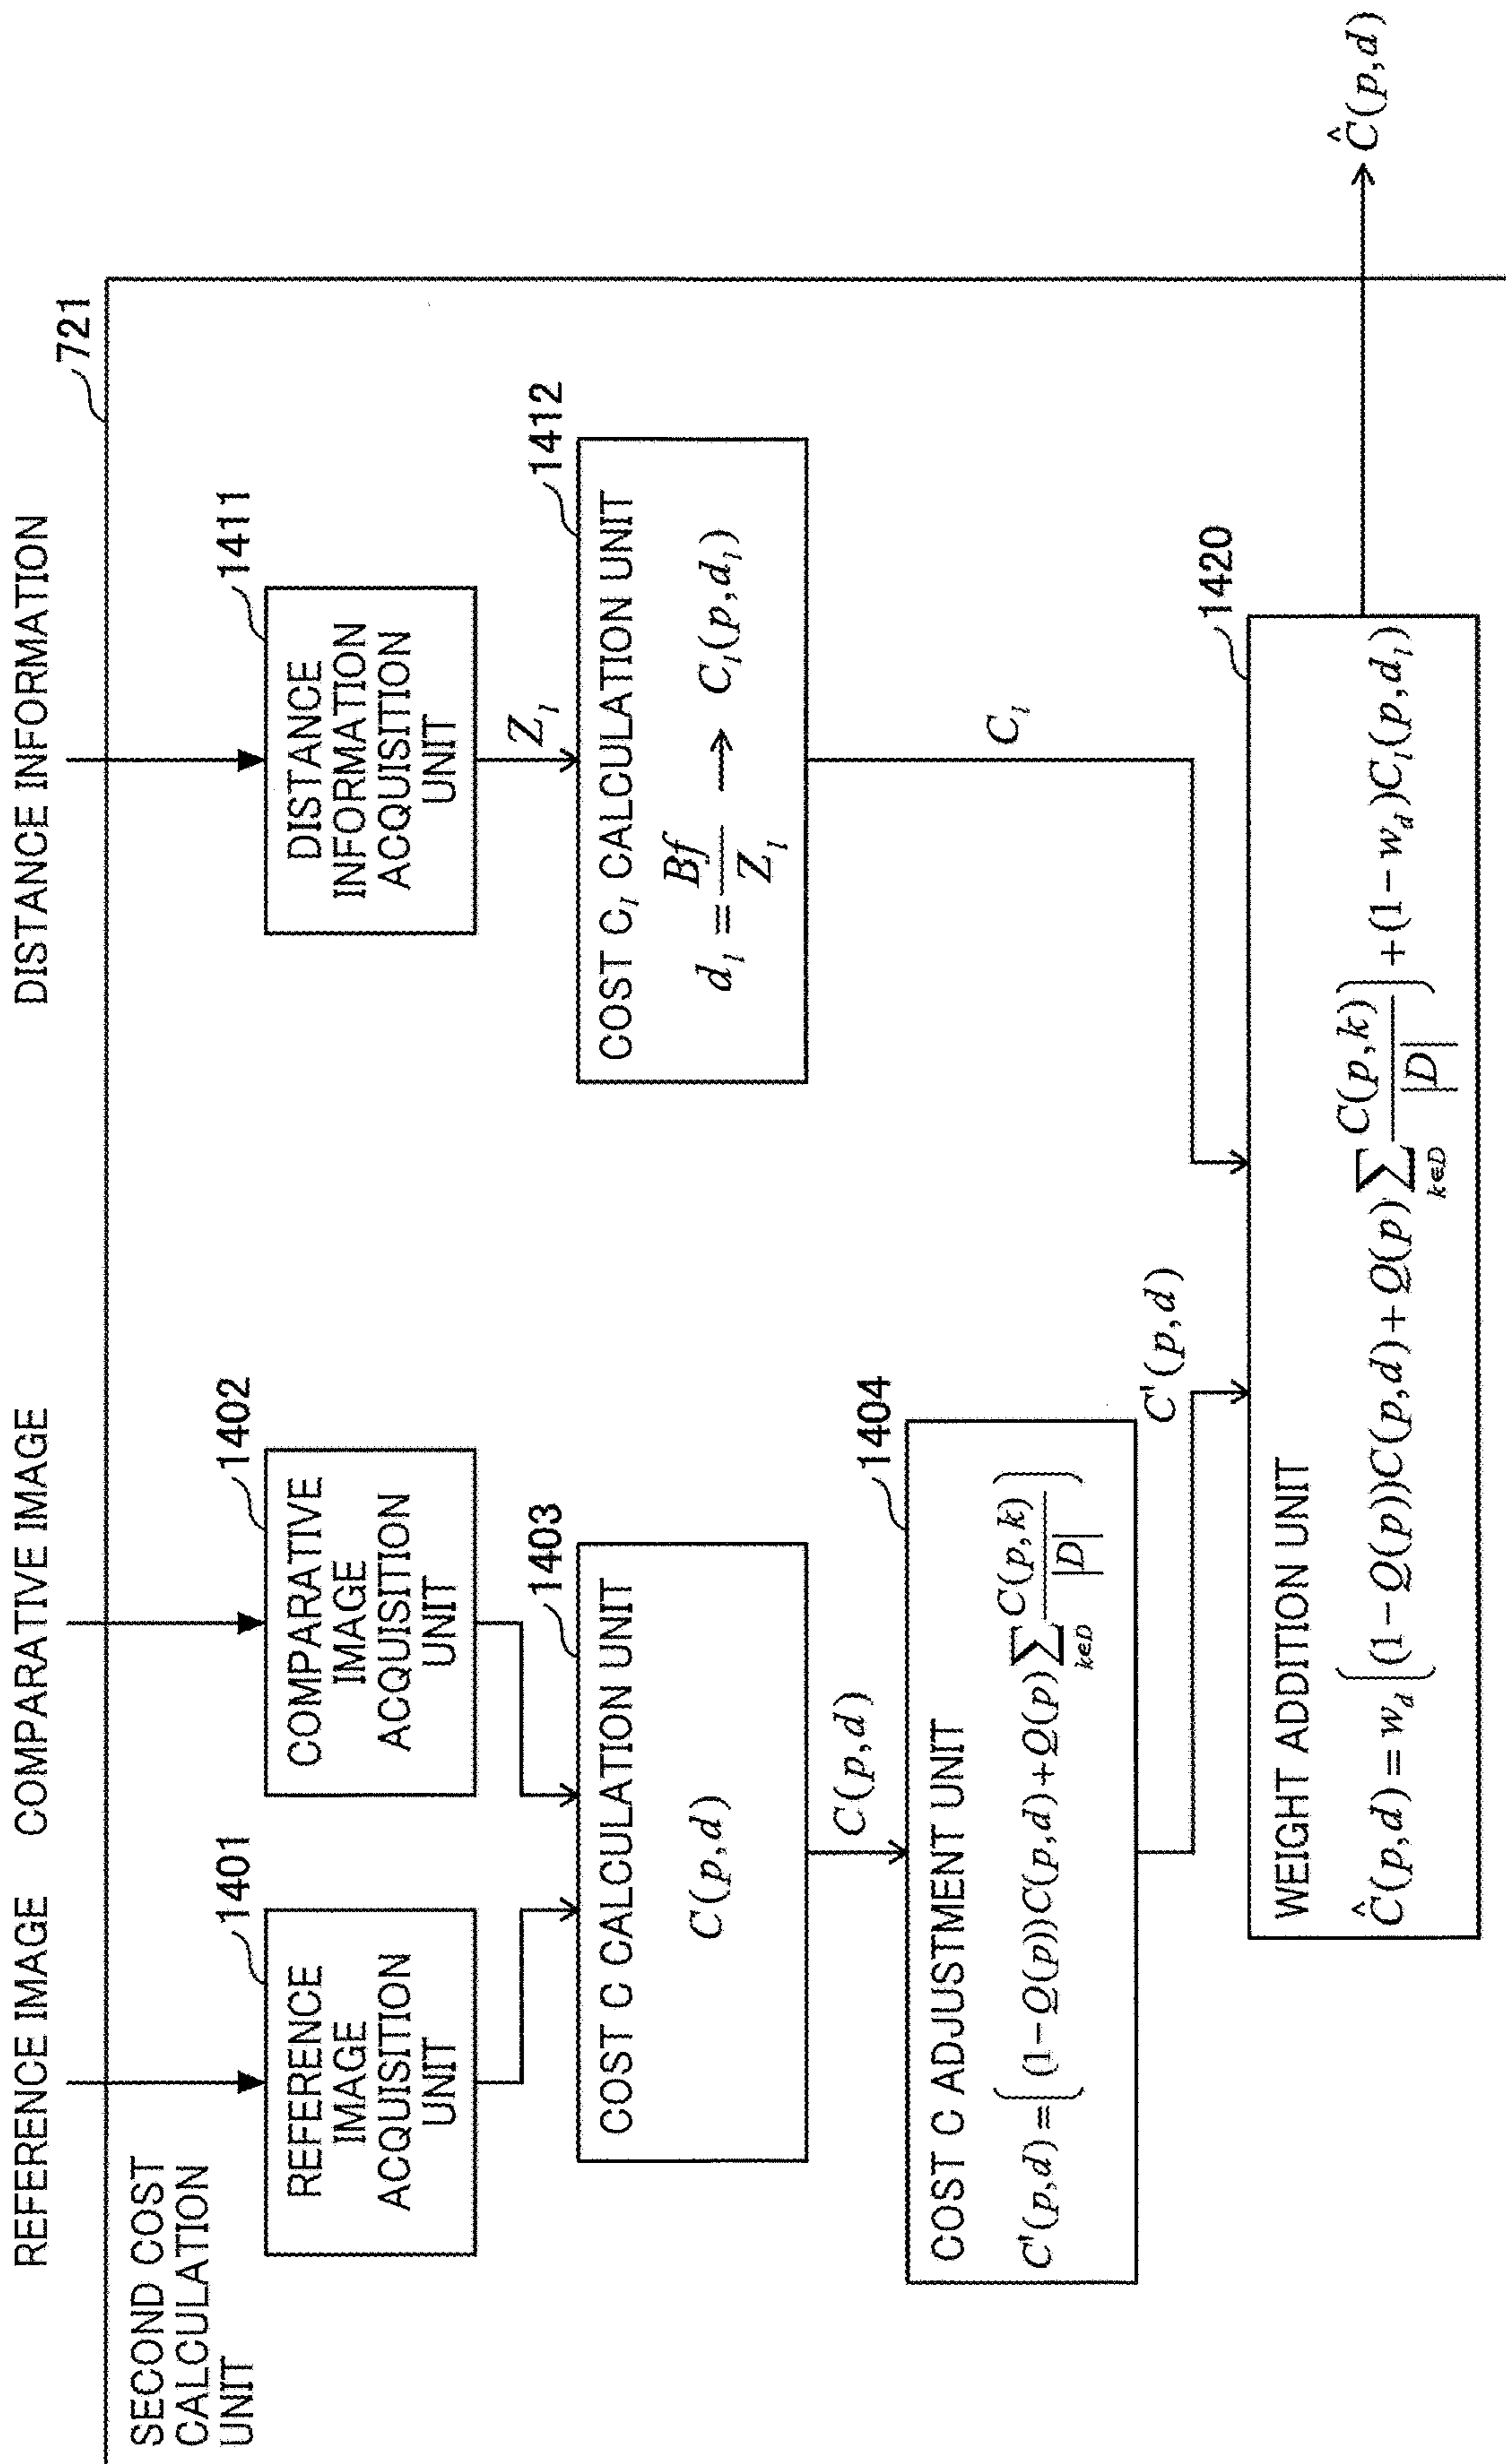 REFERENCE IMAGE
COMPARATIVE IMAGE
DISTANCE INFORMATION
721
SECOND COST
CALCULATION
UNIT
1401
REFERENCE
IMAGE
ACQUISITION
UNIT
1402
COMPARATIVE
IMAGE
ACQUISITION
UNIT
1411
DISTANCE
INFORMATION
ACQUISITION
UNIT
Z_l
1403
COST C CALCULATION UNIT
C(p,d)
1412
COST C_l CALCULATION UNIT
d_l = Bf/Z_l → C_l(p,d_l)
C(p,d)
C_l
1404
COST C ADJUSTMENT UNIT
C'(p,d) = { (1-Q(p))C(p,d) + Q(p) ∑_{k∈D} C(p,k)/|D| }
C'(p,d)
1420
WEIGHT ADDITION UNIT
Ĉ(p,d) = w_d { (1-Q(p))C(p,d) + Q(p) ∑_{k∈D} C(p,k)/|D| } + (1-w_d)C_l(p,d_l)
Ĉ(p,d)